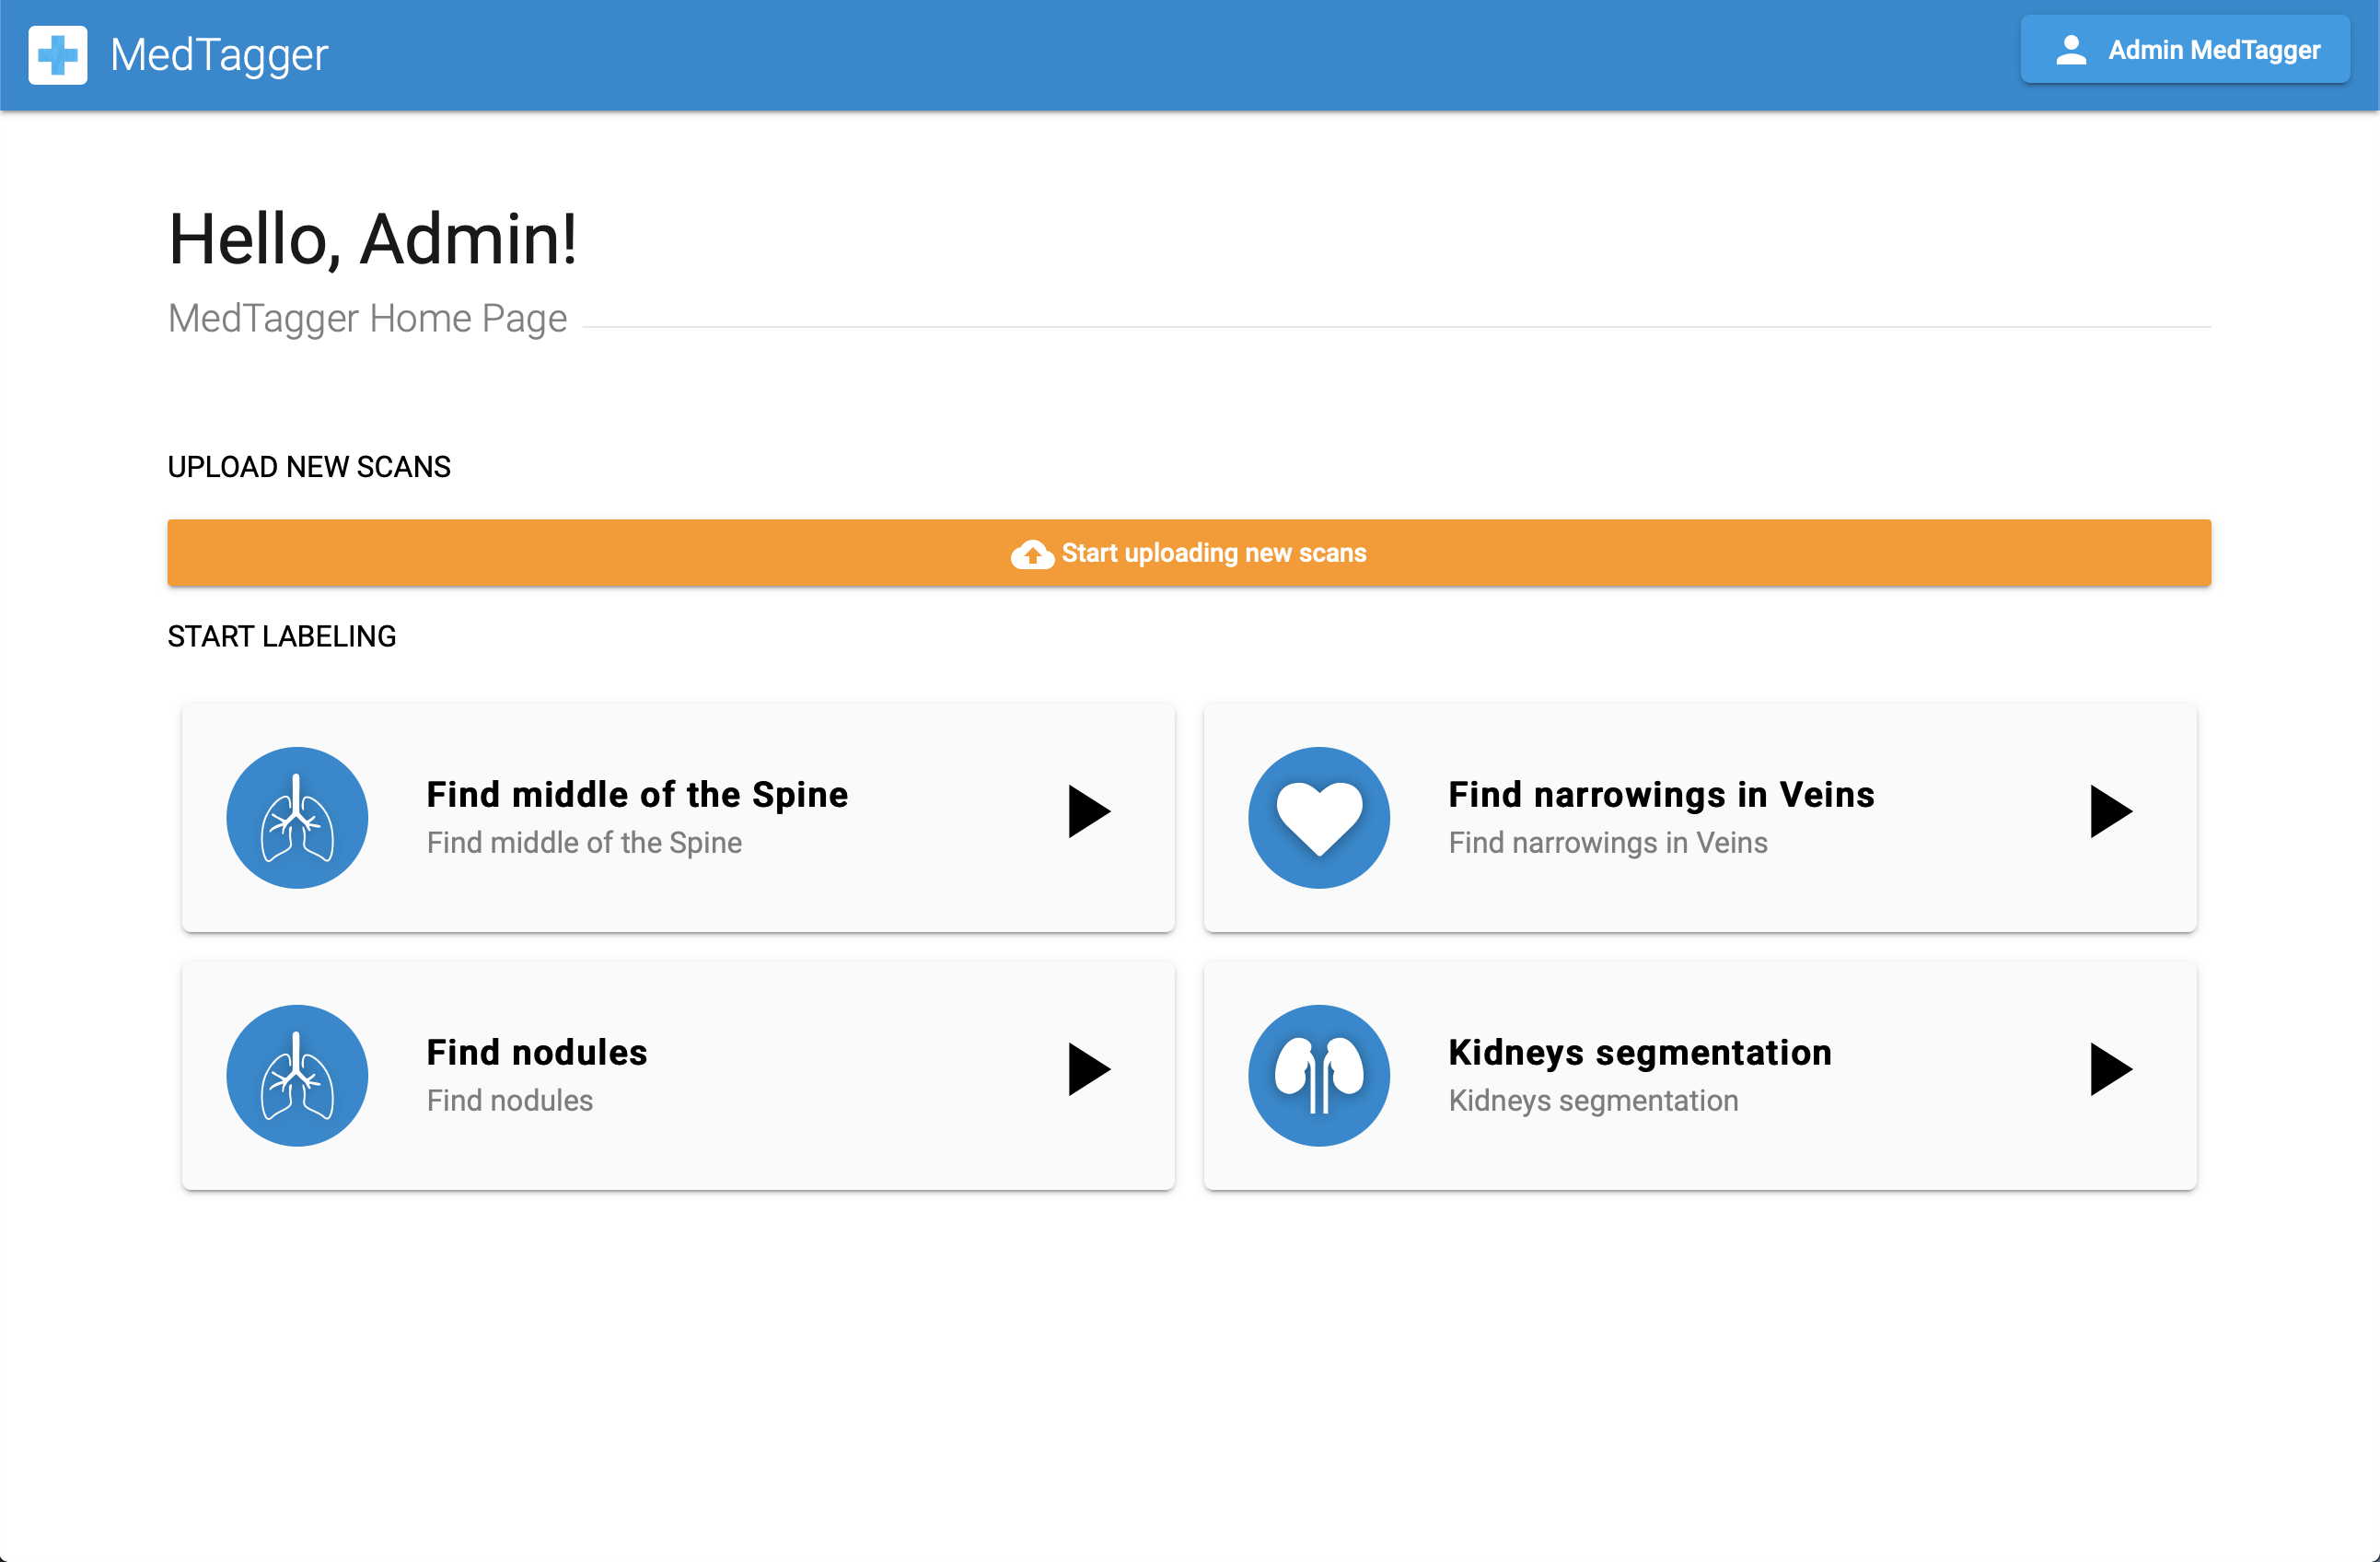 MedTagger
Admin MedTagger
Hello, Admin!
MedTagger Home Page
UPLOAD NEW SCANS
Start uploading new scans
START LABELING
Find middle of the Spine
Find middle of the Spine
Find narrowings in Veins
Find narrowings in Veins
Find nodules
Find nodules
Kidneys segmentation
Kidneys segmentation